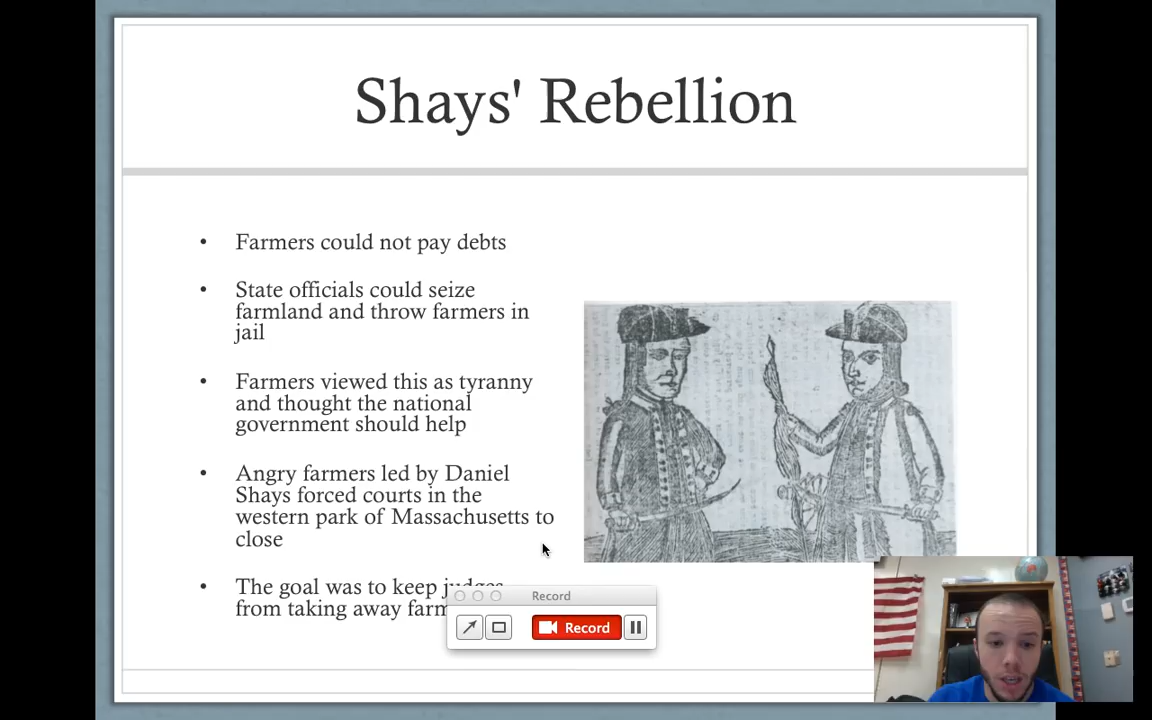 Shays' Rebellion
• Farmers could not pay debts
• State officials could seize
farmland and throw farmers in
jail
• Farmers viewed this as tyranny
and thought the national
government should help
• Angry farmers led by Daniel
Shays forced courts in the
western park of Massachusetts to
close
• The goal was to keep judges
from taking away
Record
Record